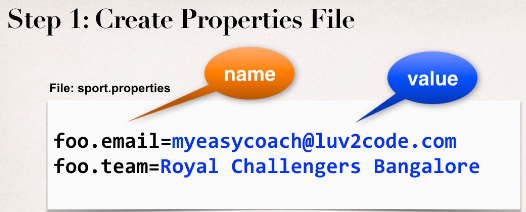 Step 1: Create Properties File
name
value
File: sport.properties
foo.email=myeasycoach@luv2code.com
foo.team=Royal Challengers Bangalore